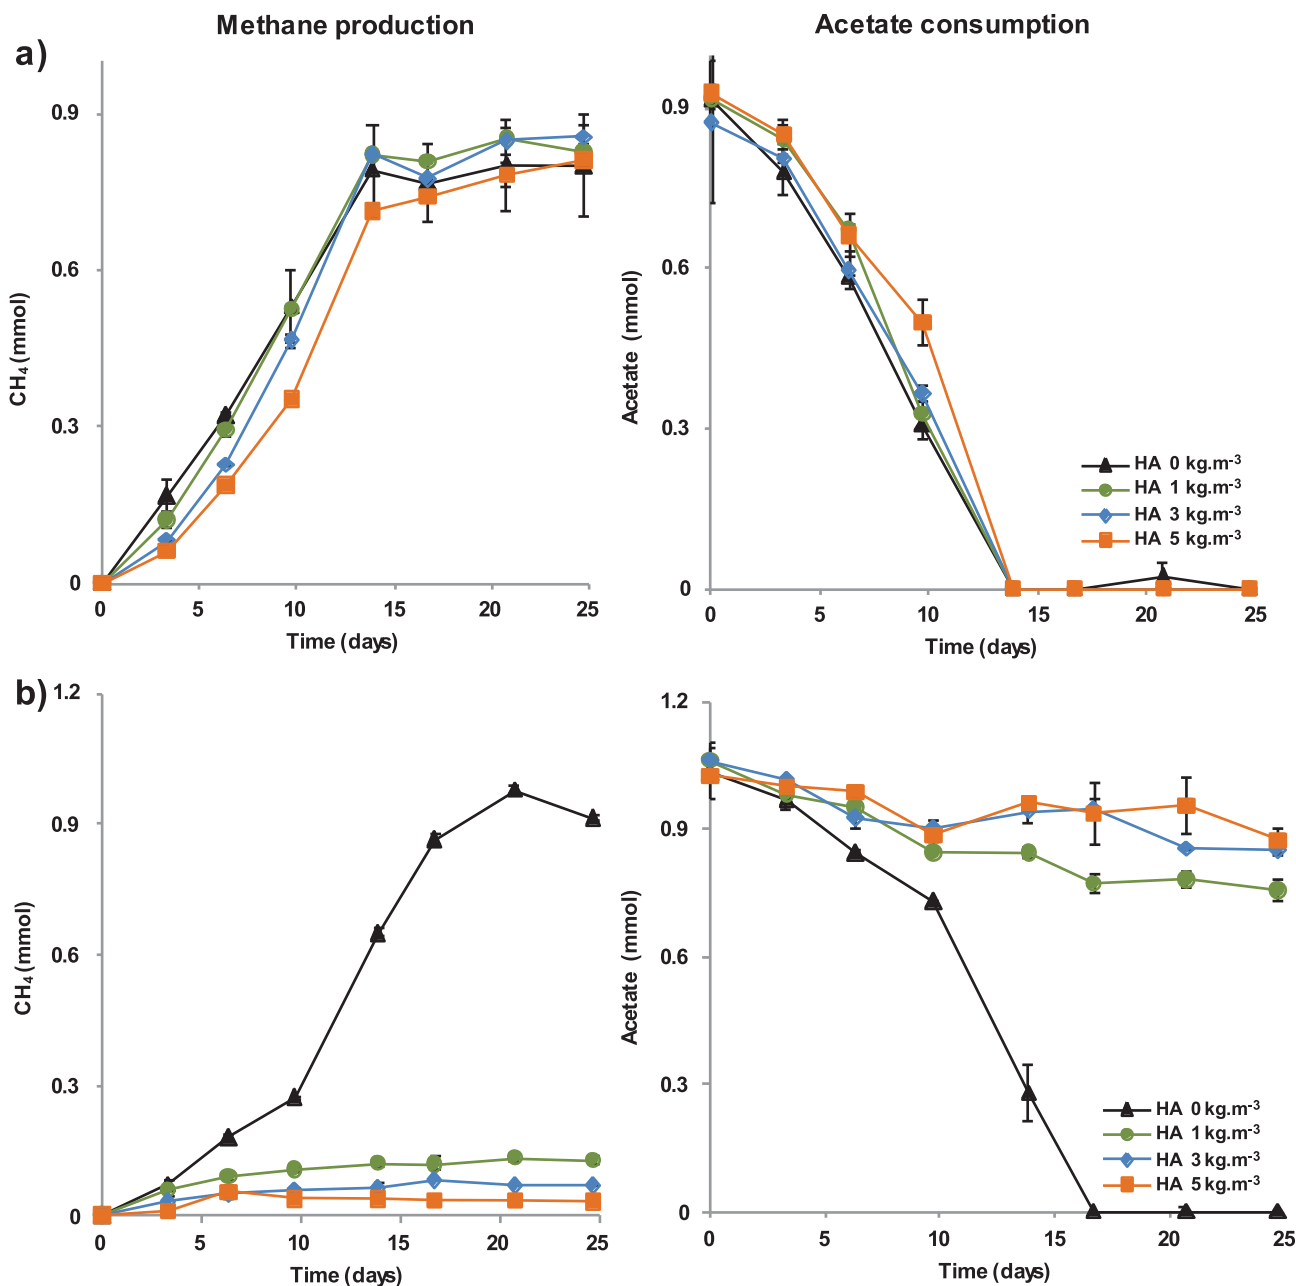 Methane production
Acetate consumption
a)
0.9
0.6
0.3
0
CH₄ (mmol)
0 5 10 15 20 25
Time (days)
0.9
0.6
0.3
0
Acetate (mmol)
HA 0 kg.m⁻³
HA 1 kg.m⁻³
HA 3 kg.m⁻³
HA 5 kg.m⁻³
0 5 10 15 20 25
Time (days)
b)
1.2
0.9
0.6
0.3
0
CH₄ (mmol)
0 5 10 15 20 25
Time (days)
1.2
0.9
0.6
0.3
0
Acetate (mmol)
HA 0 kg.m⁻³
HA 1 kg.m⁻³
HA 3 kg.m⁻³
HA 5 kg.m⁻³
0 5 10 15 20 25
Time (days)